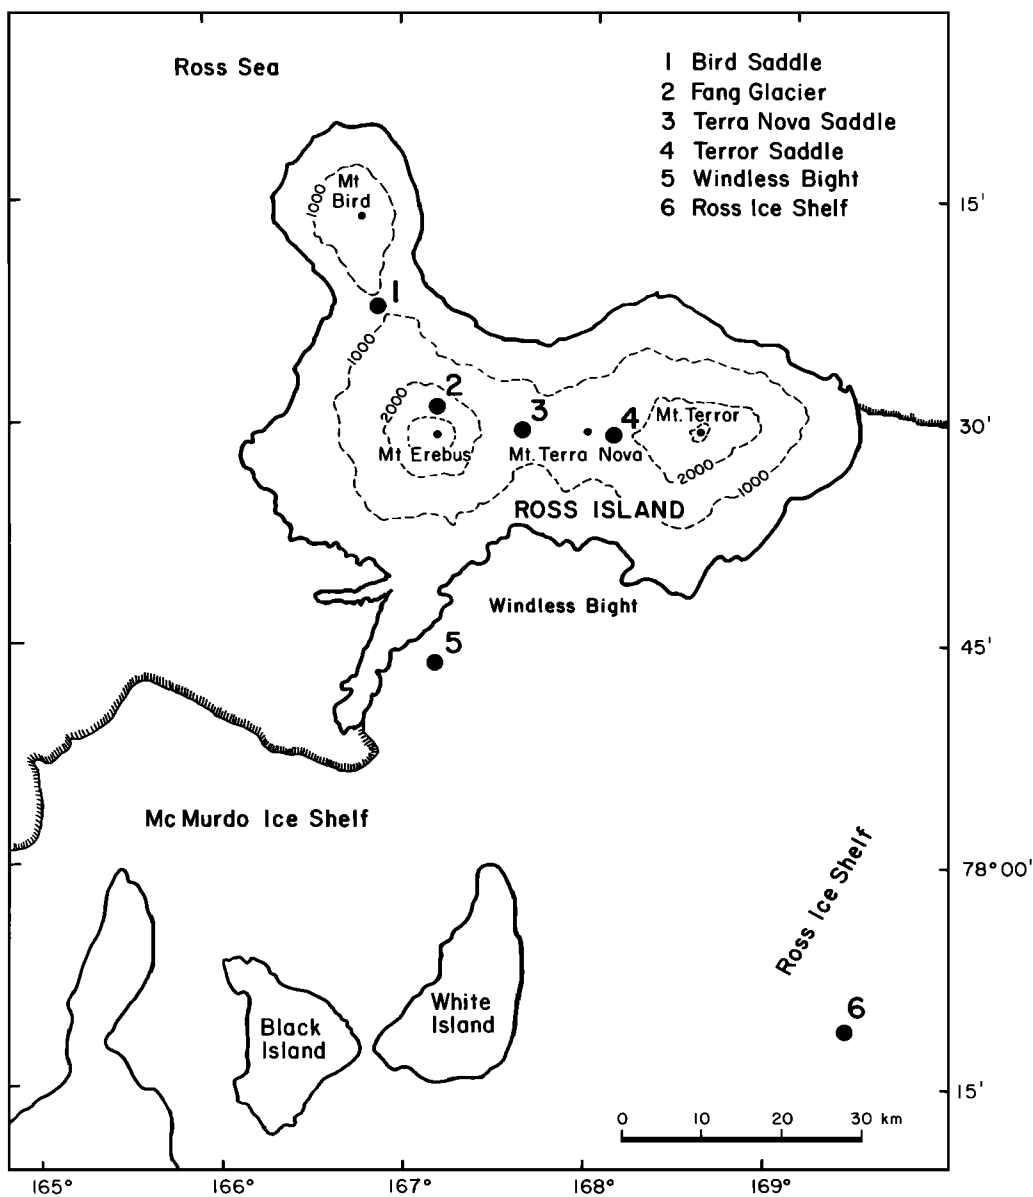 Ross Sea
1 Bird Saddle
2 Fang Glacier
3 Terra Nova Saddle
4 Terror Saddle
5 Windless Bight
6 Ross Ice Shelf
Mt
Bird
1000
15'
1
1000
2000
2
3
4
Mt. Terror
30'
Mt Erebus
Mt. Terra Nova
2000
1000
ROSS ISLAND
Windless Bight
5
45'
McMurdo Ice Shelf
78°00'
Ross Ice Shelf
6
White
Island
Black
Island
15'
0 10 20 30 km
165° 166° 167° 168° 169°